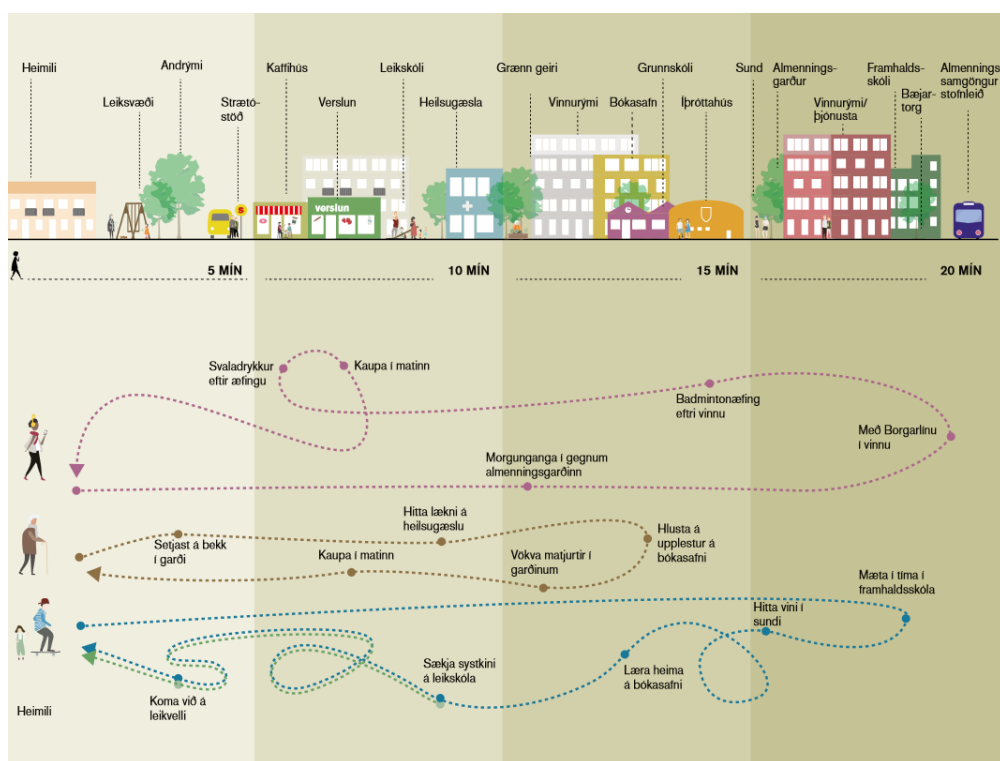 Heimili
Andrými
Kaffihús
Leikskóli
Grænn geiri
Grunnskóli
Sund
Almennings-
garður
Framhalds-
skóli
Almennings
samgöngur
stofnleið
Leiksvæði
Strætó-
stöð
Verslun
Heilsugæsla
Vinnurými
Bókasafn
Íþróttahús
Vinnurými/
þjónusta
Bæjar-
torg
S
verslun
5 MÍN
10 MÍN
15 MÍN
20 MÍN
Svaladrykkur
eftir æfingu
Kaupa í matinn
Badmintonæfing
eftri vinnu
Með Borgarlínu
í vinnu
Morgunganga í gegnum
almenningsgarðinn
Hitta lækni á
heilsugæslu
Setjast á bekk
í garði
Kaupa í matinn
Vökva matjurtir í
garðinum
Hlusta á
upplestur á
bókasafni
Mæta í tíma í
framhaldsskóla
Hitta vini í
sundi
Sækja systkini
á leikskóla
Læra heima
á bókasafni
Koma við á
leikvelli
Heimili